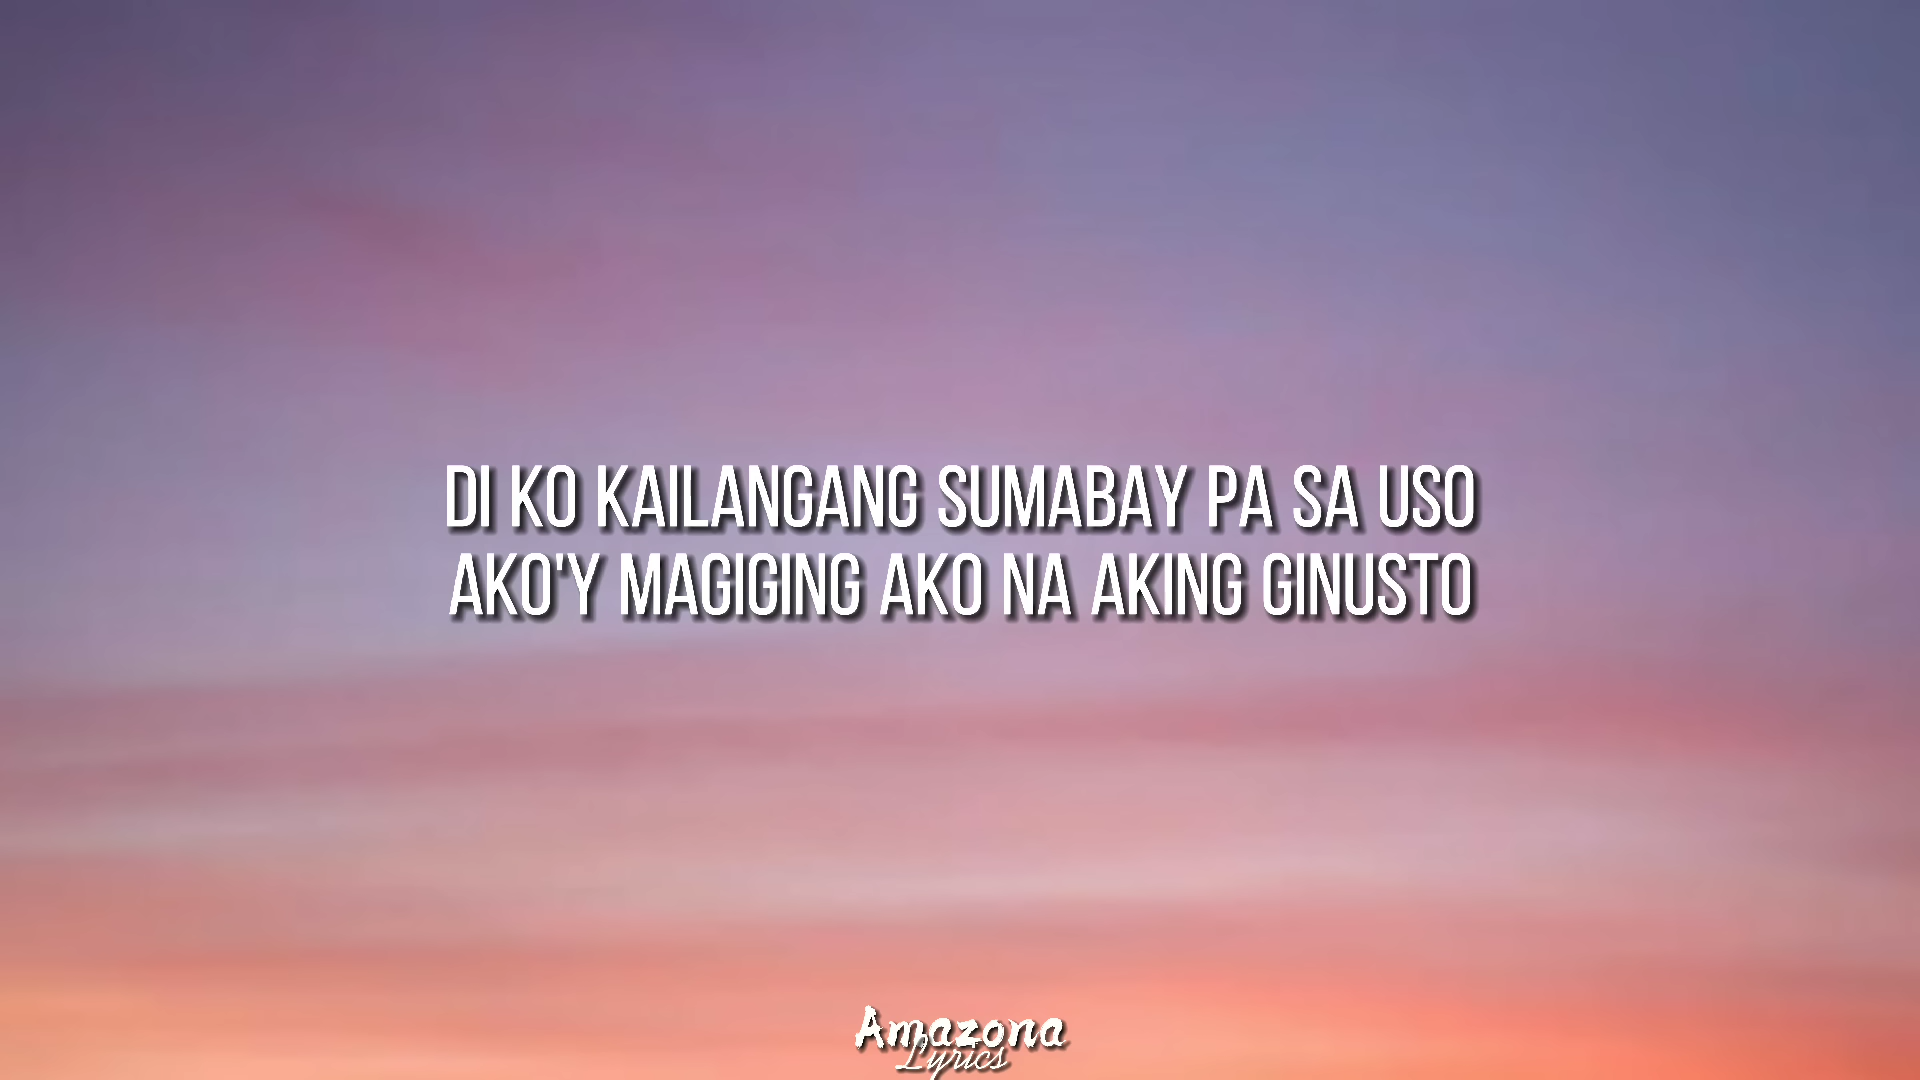 DI KO KAILANGANG SUMABAY PA SA USO
AKO'Y MAGIGING AKO NA AKING GINUSTO
Amazona
Lyrics